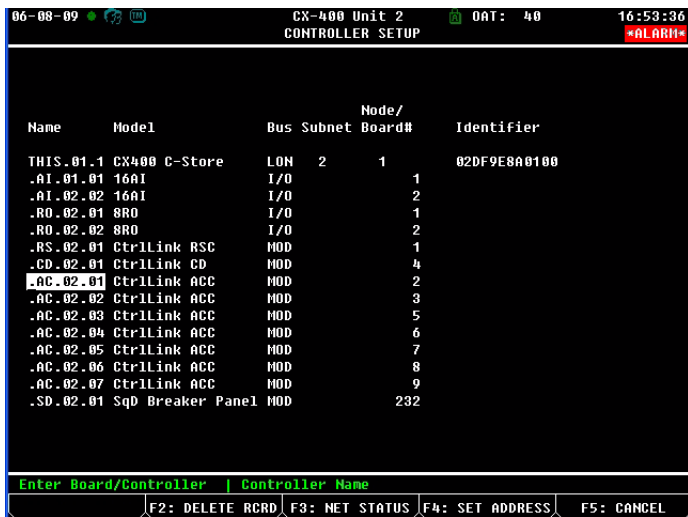 06-08-09 TM CX-400 Unit 2 OAT: 40 16:53:36
CONTROLLER SETUP *ALARM*
Node/
Name Model Bus Subnet Board# Identifier
THIS.01.1 CX400 C-Store LON 2 1 02DF9E8A0100
.AI.01.01 16AI I/O 1
.AI.02.02 16AI I/O 2
.RO.02.01 8RO I/O 1
.RO.02.02 8RO I/O 2
.RS.02.01 CtrlLink RSC MOD 1
.CD.02.01 CtrlLink CD MOD 4
.AC.02.01 CtrlLink ACC MOD 2
.AC.02.02 CtrlLink ACC MOD 3
.AC.02.03 CtrlLink ACC MOD 5
.AC.02.04 CtrlLink ACC MOD 6
.AC.02.05 CtrlLink ACC MOD 7
.AC.02.06 CtrlLink ACC MOD 8
.AC.02.07 CtrlLink ACC MOD 9
.SD.02.01 SqD Breaker Panel MOD 232
Enter Board/Controller | Controller Name
F2: DELETE RCRD F3: NET STATUS F4: SET ADDRESS F5: CANCEL